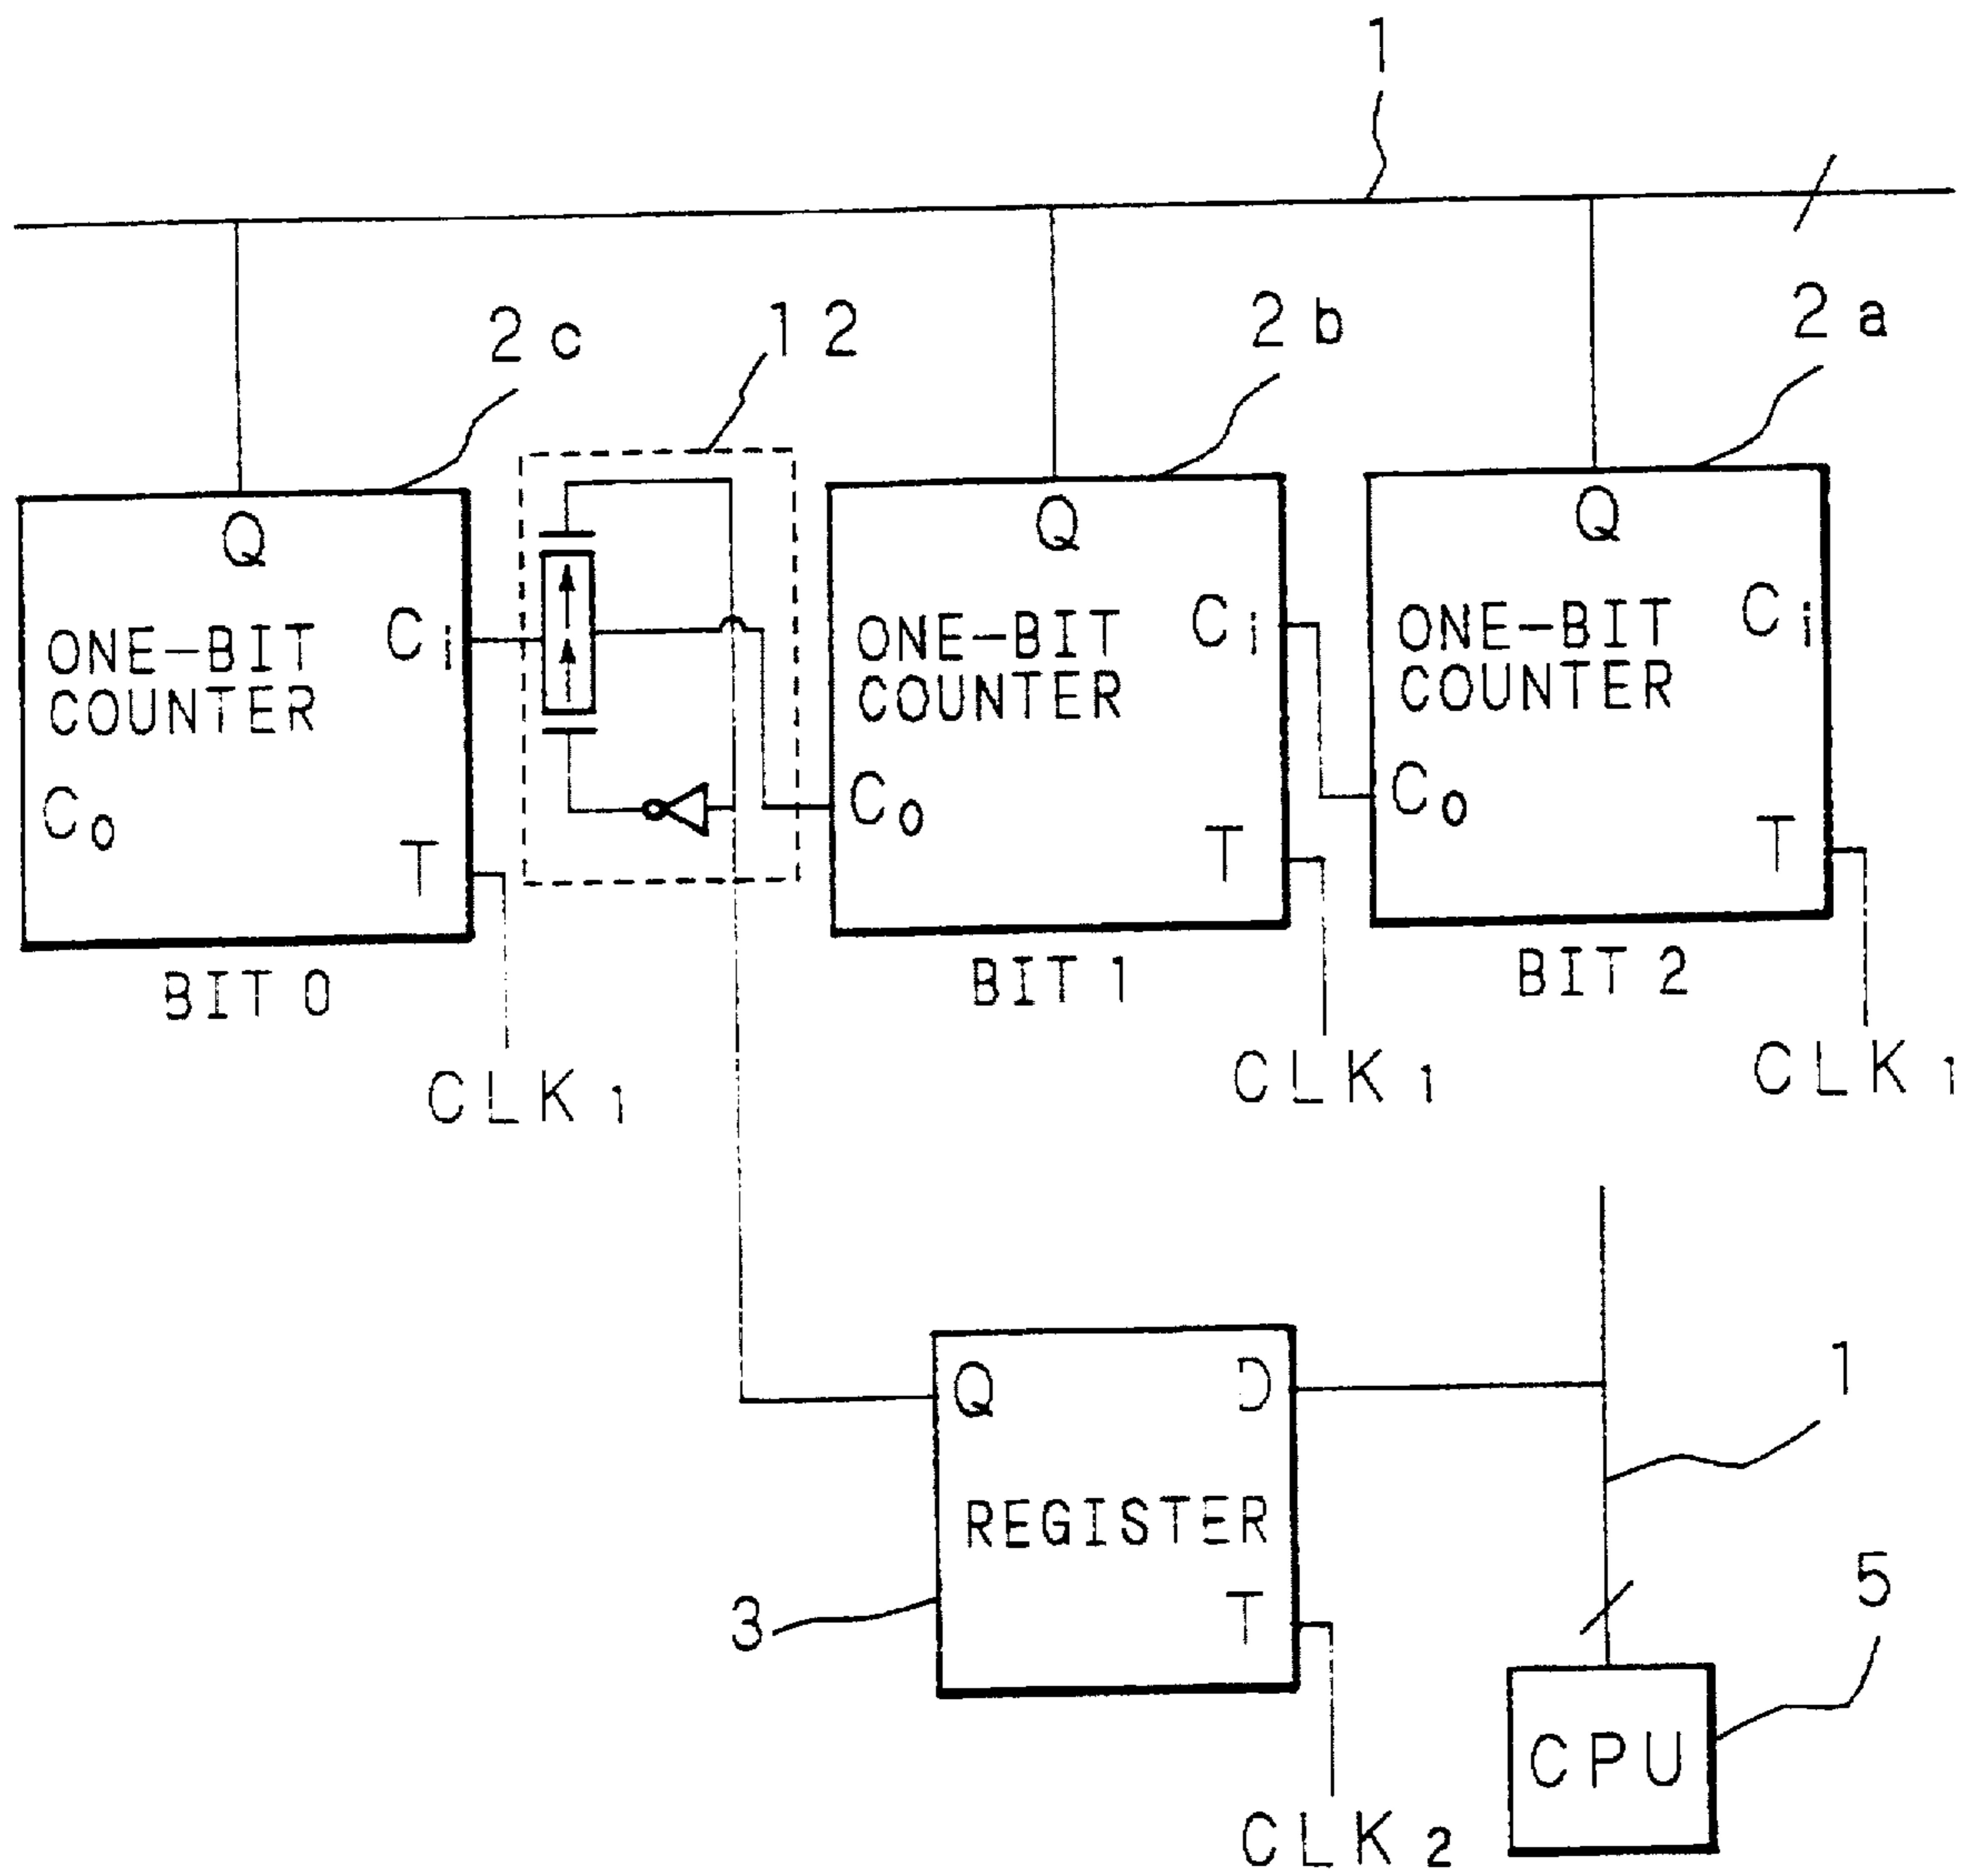 1
2c
12
2b
2a
Q
ONE-BIT
COUNTER
Ci
Co
T
Q
ONE-BIT
COUNTER
Ci
Co
T
Q
ONE-BIT
COUNTER
Ci
Co
T
BIT 0
BIT 1
BIT 2
CLK1
CLK1
CLK1
Q
D
REGISTER
T
3
1
5
CPU
CLK2